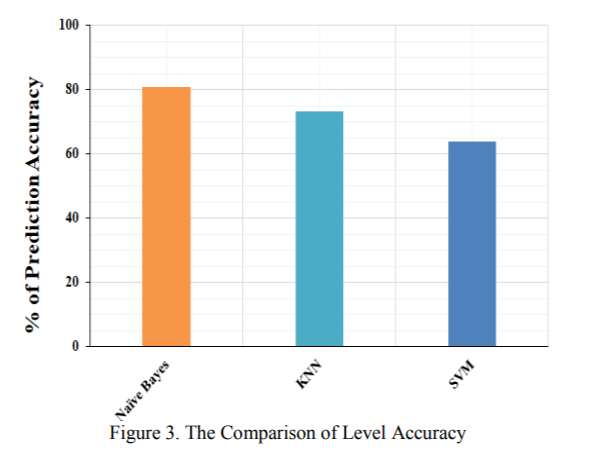 100
80
60
40
20
0
% of Prediction Accuracy
Naïve Bayes
KNN
SVM
Figure 3. The Comparison of Level Accuracy